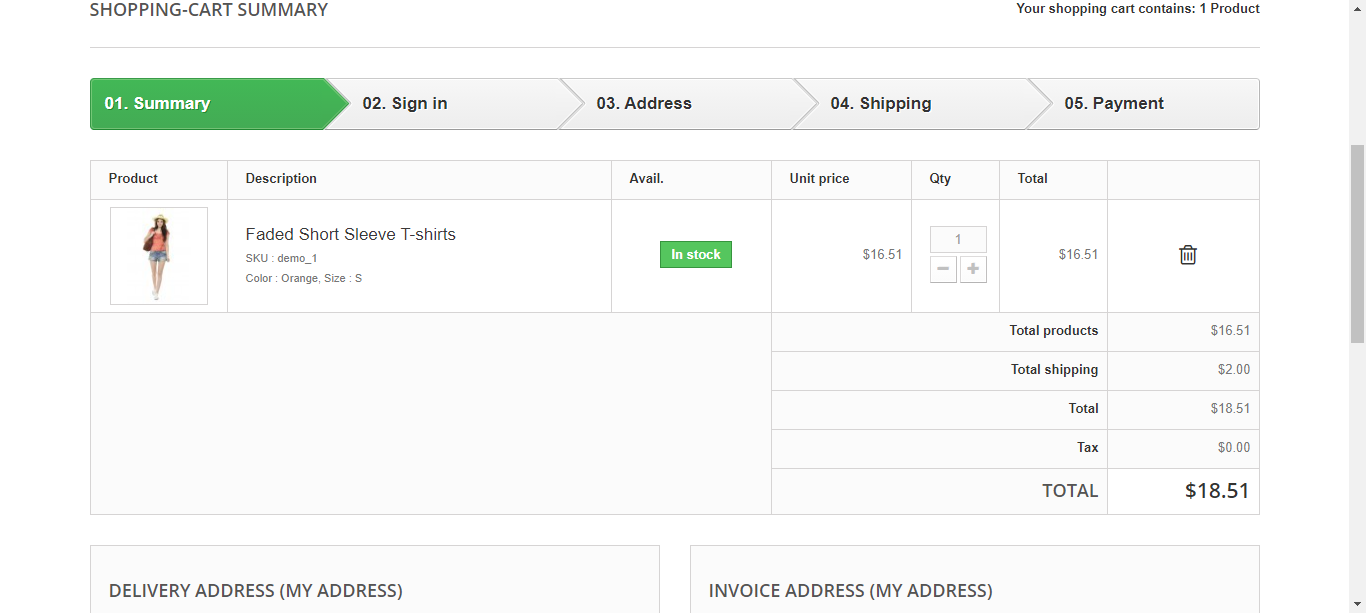 SHOPPING-CART SUMMARY
Your shopping cart contains: 1 Product
01. Summary
02. Sign in
03. Address
04. Shipping
05. Payment
Product Description Avail. Unit price Qty Total
Faded Short Sleeve T-shirts
SKU : demo_1
Color : Orange, Size : S
In stock
$16.51
1
$16.51
Total products $16.51
Total shipping $2.00
Total $18.51
Tax $0.00
TOTAL $18.51
DELIVERY ADDRESS (MY ADDRESS)
INVOICE ADDRESS (MY ADDRESS)